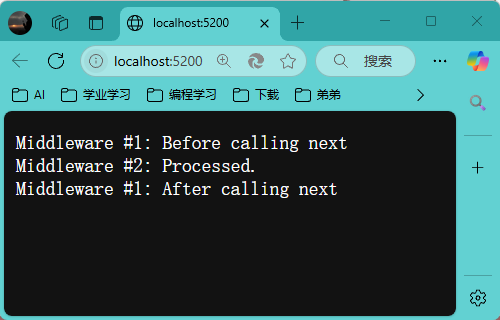 localhost:5200
localhost:5200
搜索
AI
学业学习
编程学习
下载
弟弟
Middleware #1: Before calling next
Middleware #2: Processed.
Middleware #1: After calling next